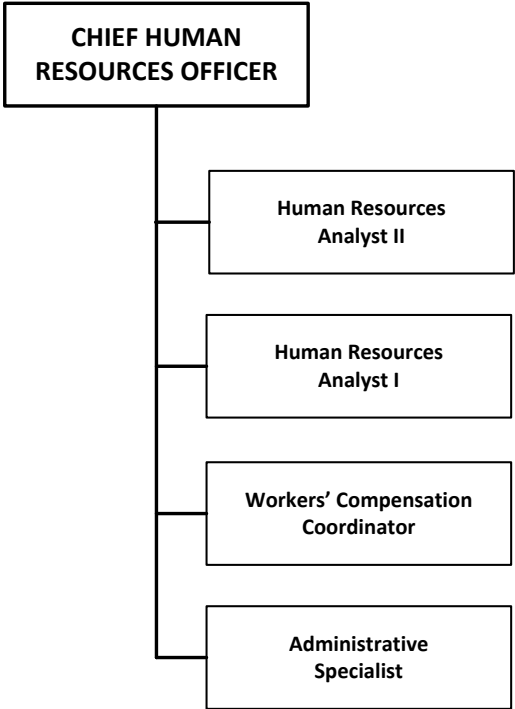 CHIEF HUMAN
RESOURCES OFFICER
Human Resources
Analyst II
Human Resources
Analyst I
Workers’ Compensation
Coordinator
Administrative
Specialist